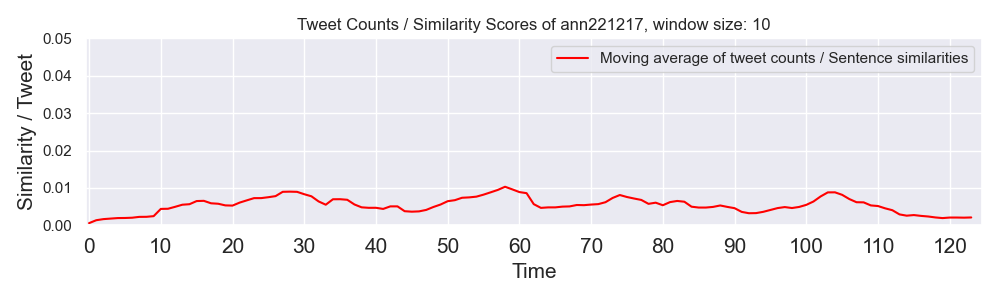 Tweet Counts / Similarity Scores of ann221217, window size: 10
Moving average of tweet counts / Sentence similarities
Similarity / Tweet
0.05
0.04
0.03
0.02
0.01
0.00
0 10 20 30 40 50 60 70 80 90 100 110 120
Time